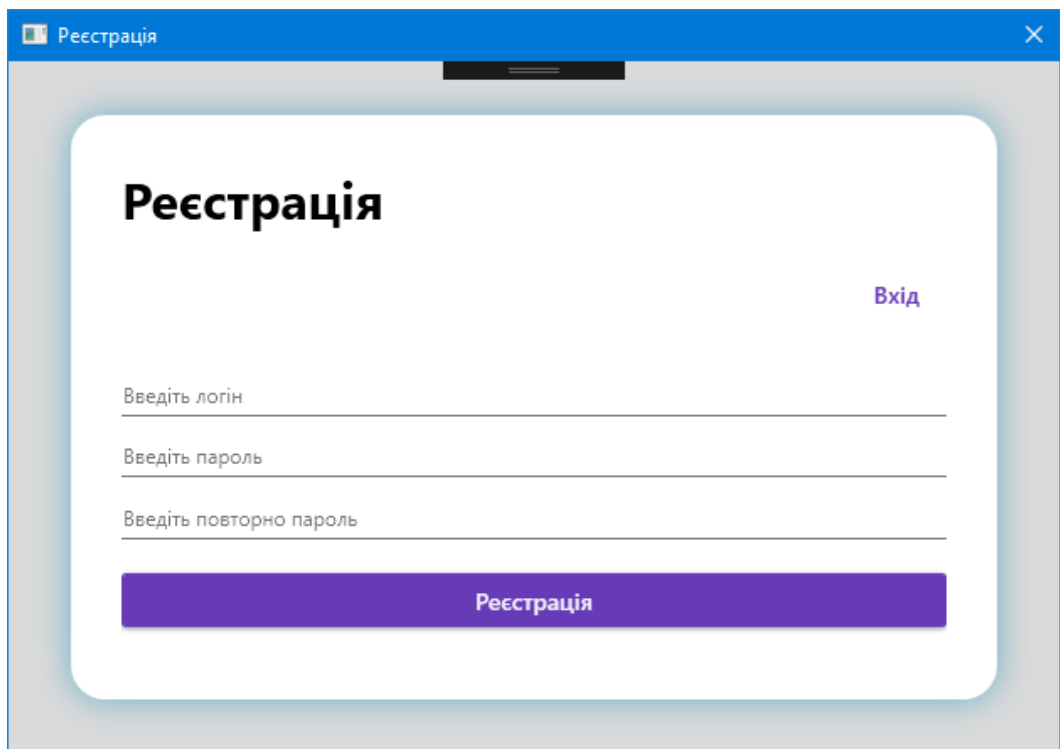 Реєстрація
Реєстрація
Вхід
Введіть логін
Введіть пароль
Введіть повторно пароль
Реєстрація